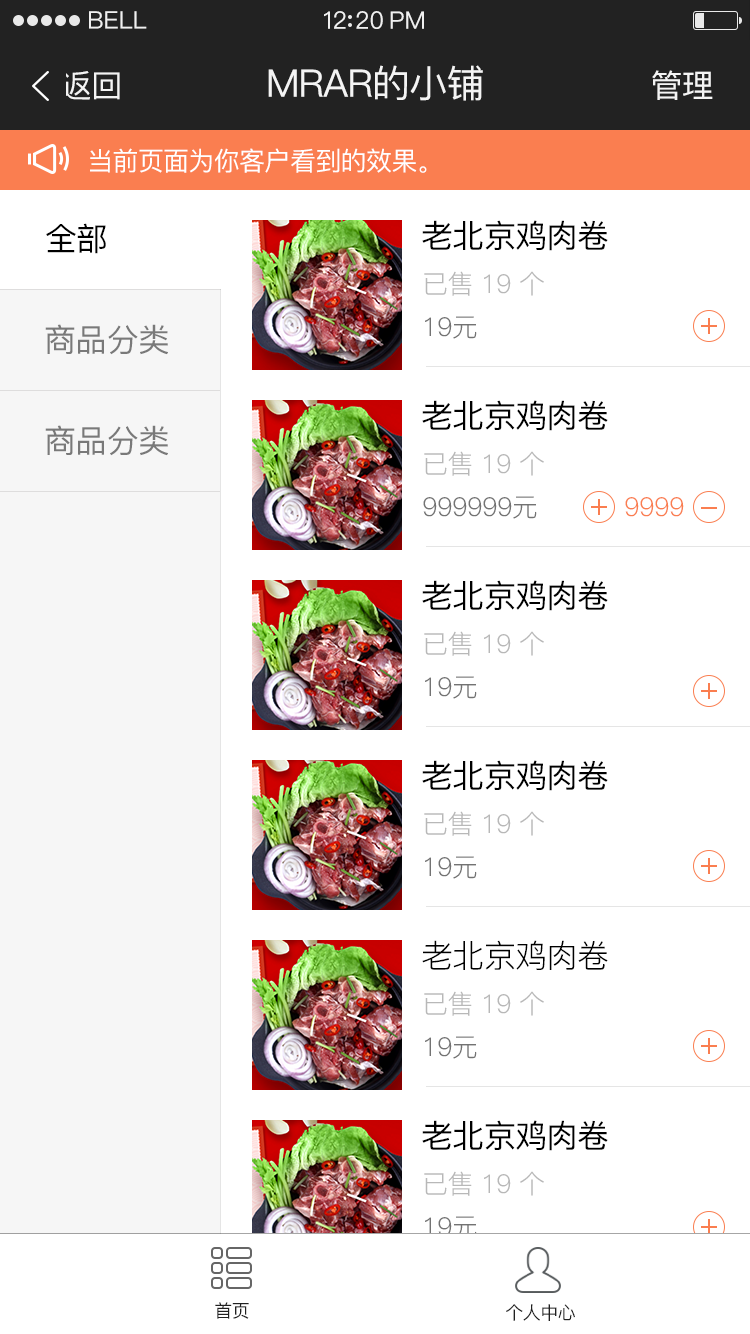 BELL 12:20 PM
返回 MRAR的小铺 管理
当前页面为你客户看到的效果。
全部
商品分类
商品分类
老北京鸡肉卷
已售 19 个
19元
老北京鸡肉卷
已售 19 个
999999元 9999
老北京鸡肉卷
已售 19 个
19元
老北京鸡肉卷
已售 19 个
19元
老北京鸡肉卷
已售 19 个
19元
老北京鸡肉卷
已售 19 个
19元
首页 个人中心